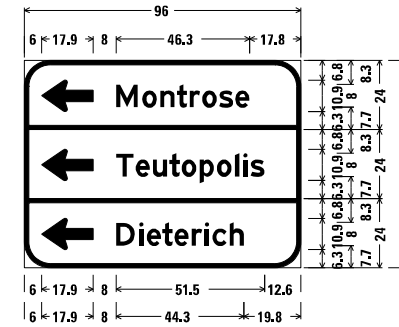 96
6 17.9 8 46.3 17.8
Montrose
Teutopolis
Dieterich
6.8 10.9 6.3 8.3 8 7.7 24
6.8 10.9 6.3 8.3 8 7.7 24
6.8 10.9 6.3 8.3 8 7.7 24
6 17.9 8 51.5 12.6
6 17.9 8 44.3 19.8